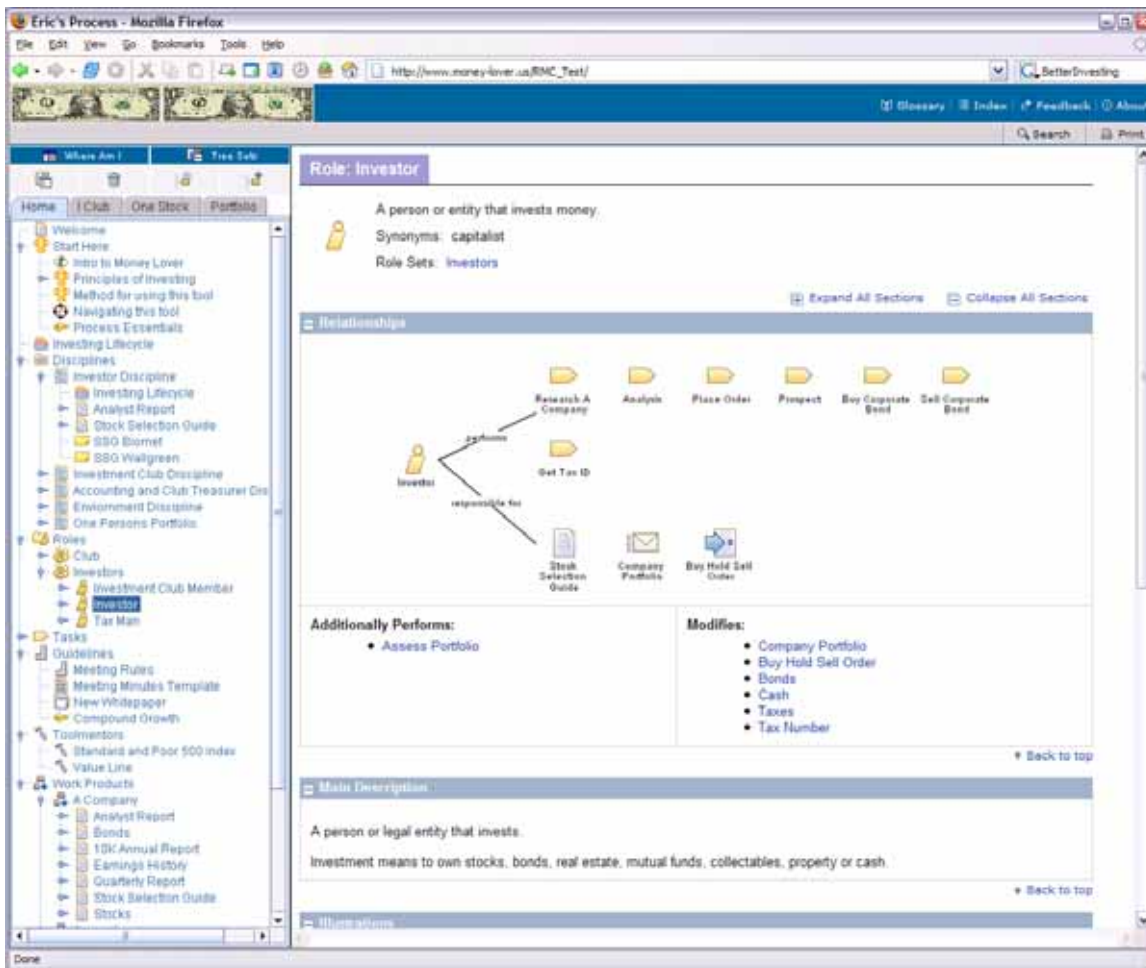 Eric's Process - Mozilla Firefox
File Edit View Go Bookmarks Tools Help
http://www.money-lover.us/RMC_Test/
BetterInvesting
Glossary Index Feedback About
Search Print
Where Am I Tree Sets
Home I Club One Stock Portfolio
Welcome
Start Here
Intro to Money Lover
Principles of Investing
Method for using this tool
Navigating this tool
Process Essentials
Investing Lifecycle
Disciplines
Investor Discipline
Investing Lifecycle
Analyst Report
Stock Selection Guide
SSG Biomet
SSG Wallgreen
Investment Club Discipline
Accounting and Club Treasurer Dis
Enviornment Discipline
One Persons Portfolio
Roles
Club
Investors
Investment Club Member
Investor
Tax Man
Tasks
Guidelines
Meeting Rules
Meeting Minutes Template
New Whitepaper
Compound Growth
Toolmentors
Standard and Poor 500 index
Value Line
Work Products
A Company
Analyst Report
Bonds
10K Annual Report
Earnings History
Quarterly Report
Stock Selection Guide
Stocks
Role: Investor
A person or entity that invests money.
Synonyms: capitalist
Role Sets: Investors
Expand All Sections Collapse All Sections
Relationships
Research A Company
Analysis
Place Order
Prospect
Buy Corporate Bond
Sell Corporate Bond
performs
Get Tax ID
Investor
responsible for
Stock Selection Guide
Company Portfolio
Buy Hold Sell Order
Additionally Performs:
Assess Portfolio
Modifies:
Company Portfolio
Buy Hold Sell Order
Bonds
Cash
Taxes
Tax Number
Back to top
Main Description
A person or legal entity that invests.
Investment means to own stocks, bonds, real estate, mutual funds, collectables, property or cash.
Back to top
Done